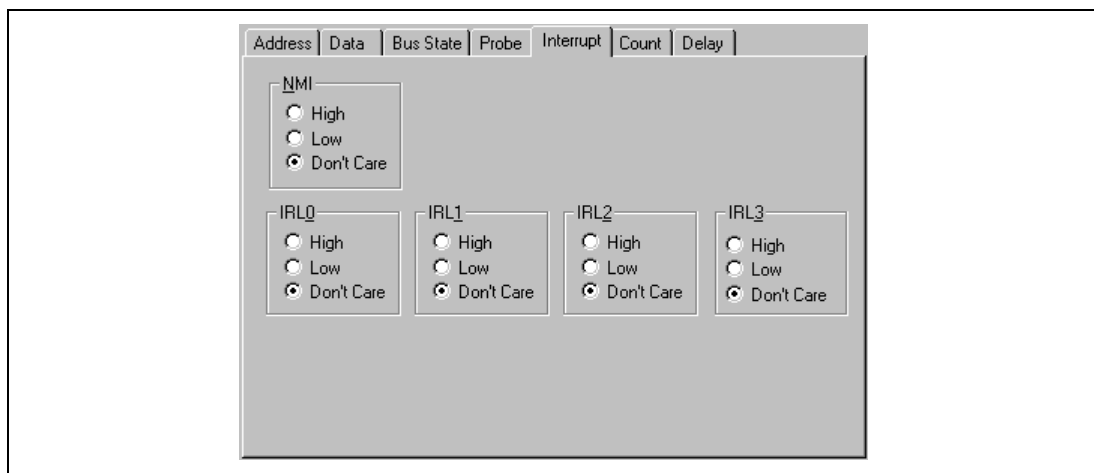 Address Data Bus State Probe Interrupt Count Delay
NMI
High
Low
Don't Care
IRL0 IRL1 IRL2 IRL3
High High High High
Low Low Low Low
Don't Care Don't Care Don't Care Don't Care